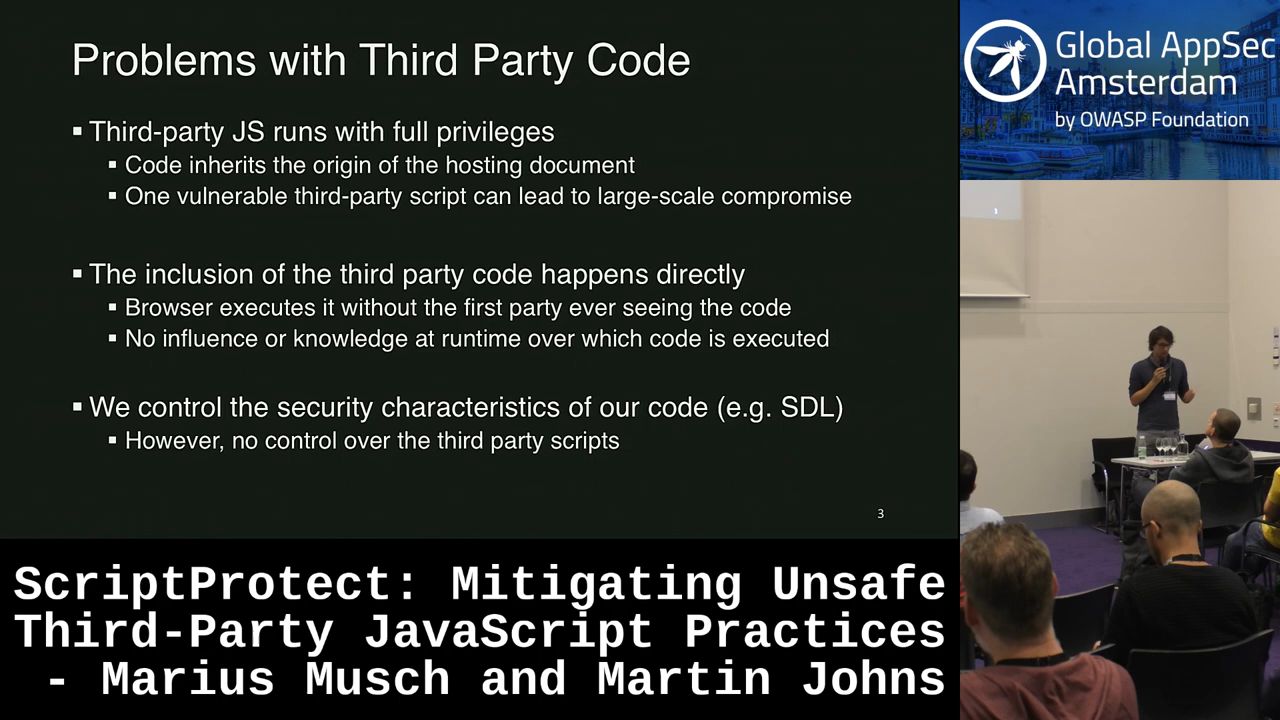 Problems with Third Party Code
▪ Third-party JS runs with full privileges
▪ Code inherits the origin of the hosting document
▪ One vulnerable third-party script can lead to large-scale compromise
▪ The inclusion of the third party code happens directly
▪ Browser executes it without the first party ever seeing the code
▪ No influence or knowledge at runtime over which code is executed
▪ We control the security characteristics of our code (e.g. SDL)
▪ However, no control over the third party scripts
3
Global AppSec
Amsterdam
by OWASP Foundation
ScriptProtect: Mitigating Unsafe
Third-Party JavaScript Practices
- Marius Musch and Martin Johns